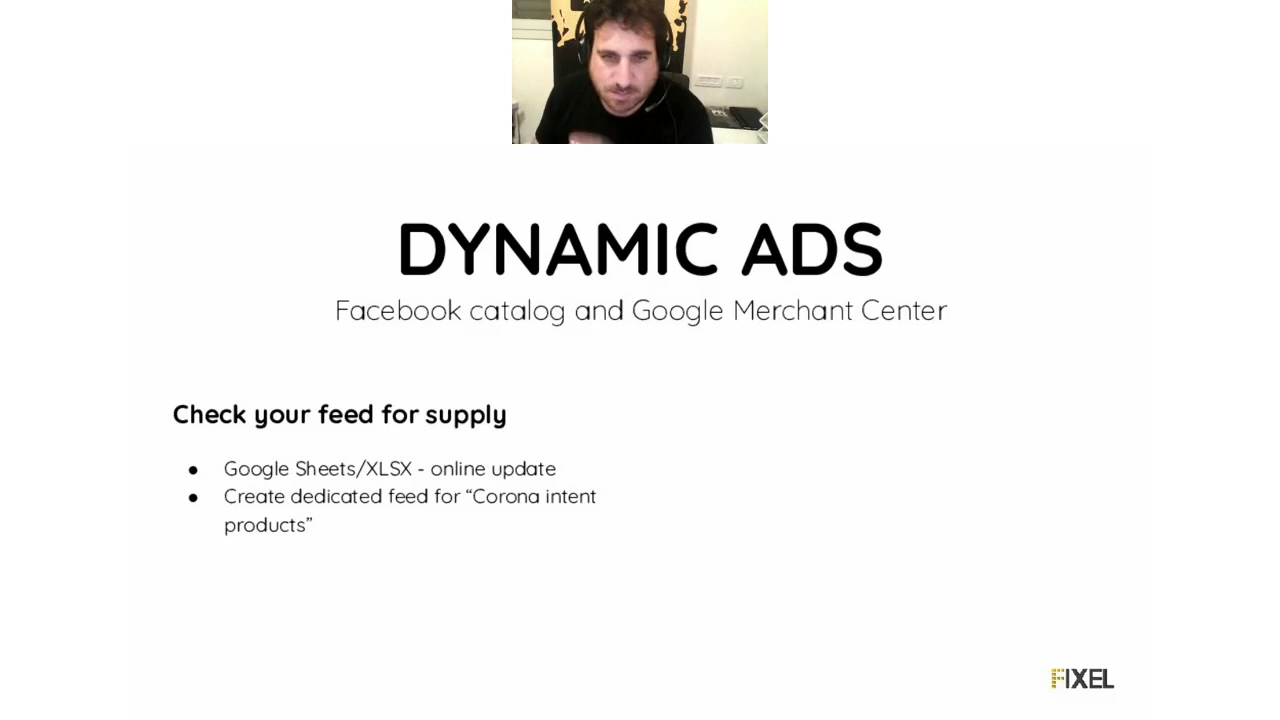 DYNAMIC ADS
Facebook catalog and Google Merchant Center
Check your feed for supply
● Google Sheets/XLSX - online update
● Create dedicated feed for “Corona intent
products”
FIXEL